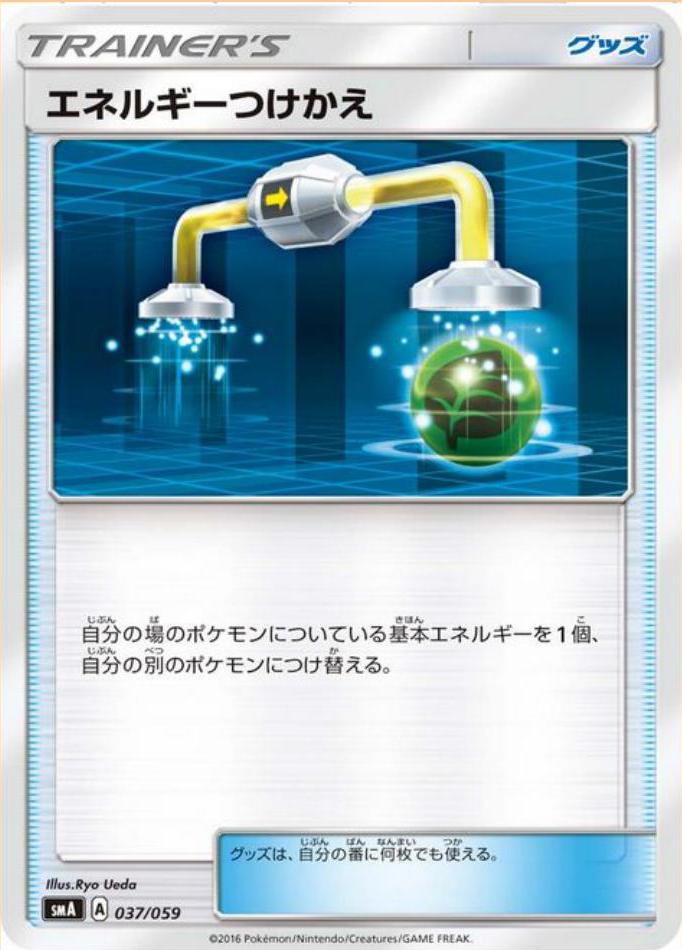 TRAINER'S グッズ
エネルギーつけかえ
自分の場のポケモンについている基本エネルギーを1個、
自分の別のポケモンにつけ替える。
グッズは、自分の番に何枚でも使える。
Illus.Ryo Ueda
SMA A 037/059
©2016 Pokémon/Nintendo/Creatures/GAME FREAK.